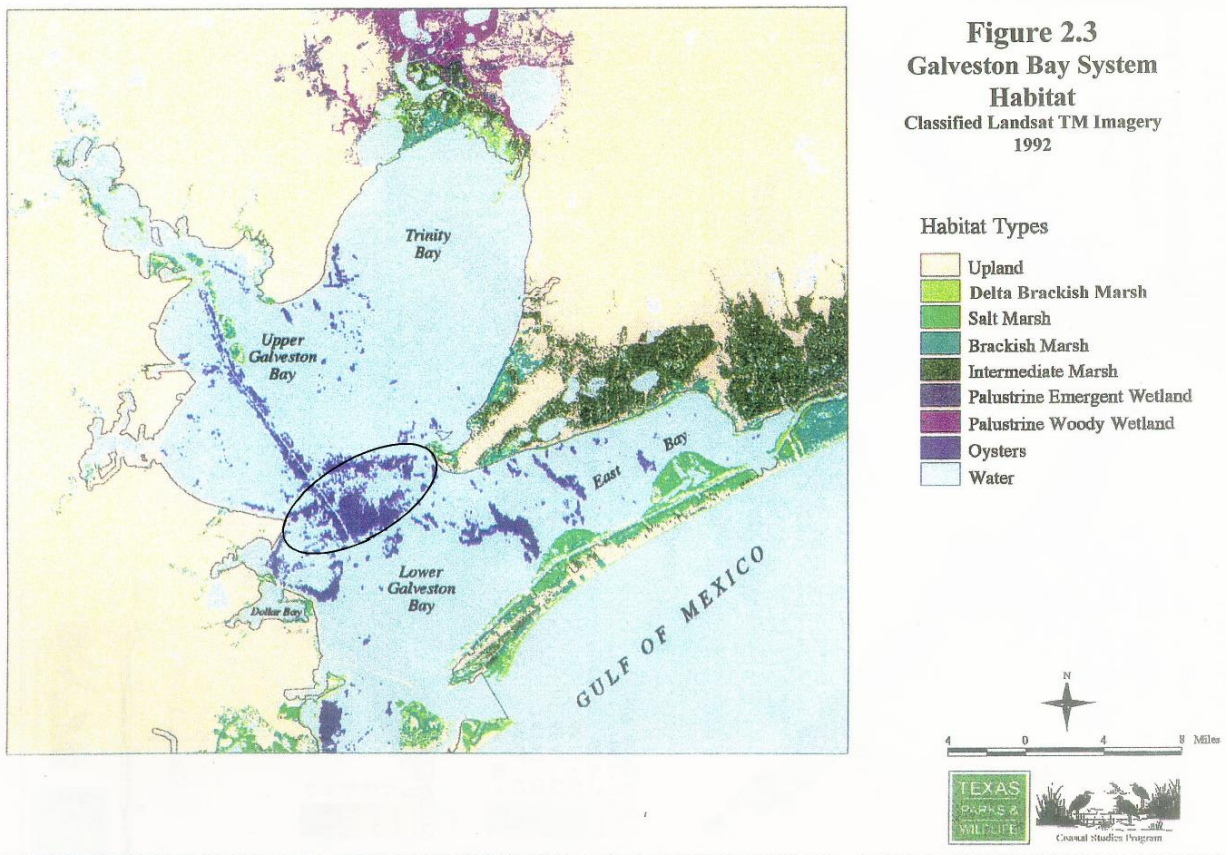 Figure 2.3
Galveston Bay System
Habitat
Classified Landsat TM Imagery
1992
Habitat Types
Upland
Delta Brackish Marsh
Salt Marsh
Brackish Marsh
Intermediate Marsh
Palustrine Emergent Wetland
Palustrine Woody Wetland
Oysters
Water
Trinity
Bay
Upper
Galveston
Bay
East Bay
Lower
Galveston
Bay
Dollar Bay
GULF OF MEXICO
N
4 0 4 8 Miles
TEXAS
PARKS &
WILDLIFE
Coastal Studies Program